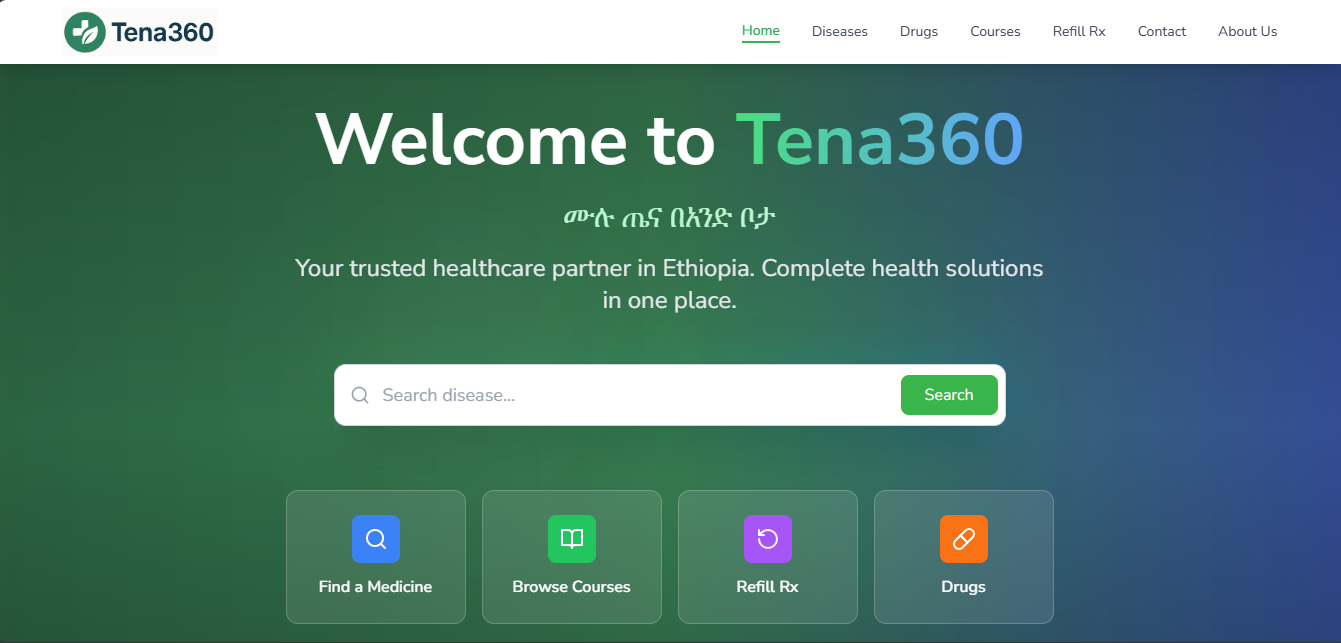 Tena360
Home
Diseases
Drugs
Courses
Refill Rx
Contact
About Us
Welcome to Tena360
ሙሉ ጤና በአንድ ቦታ
Your trusted healthcare partner in Ethiopia. Complete health solutions
in one place.
Search disease...
Search
Find a Medicine
Browse Courses
Refill Rx
Drugs